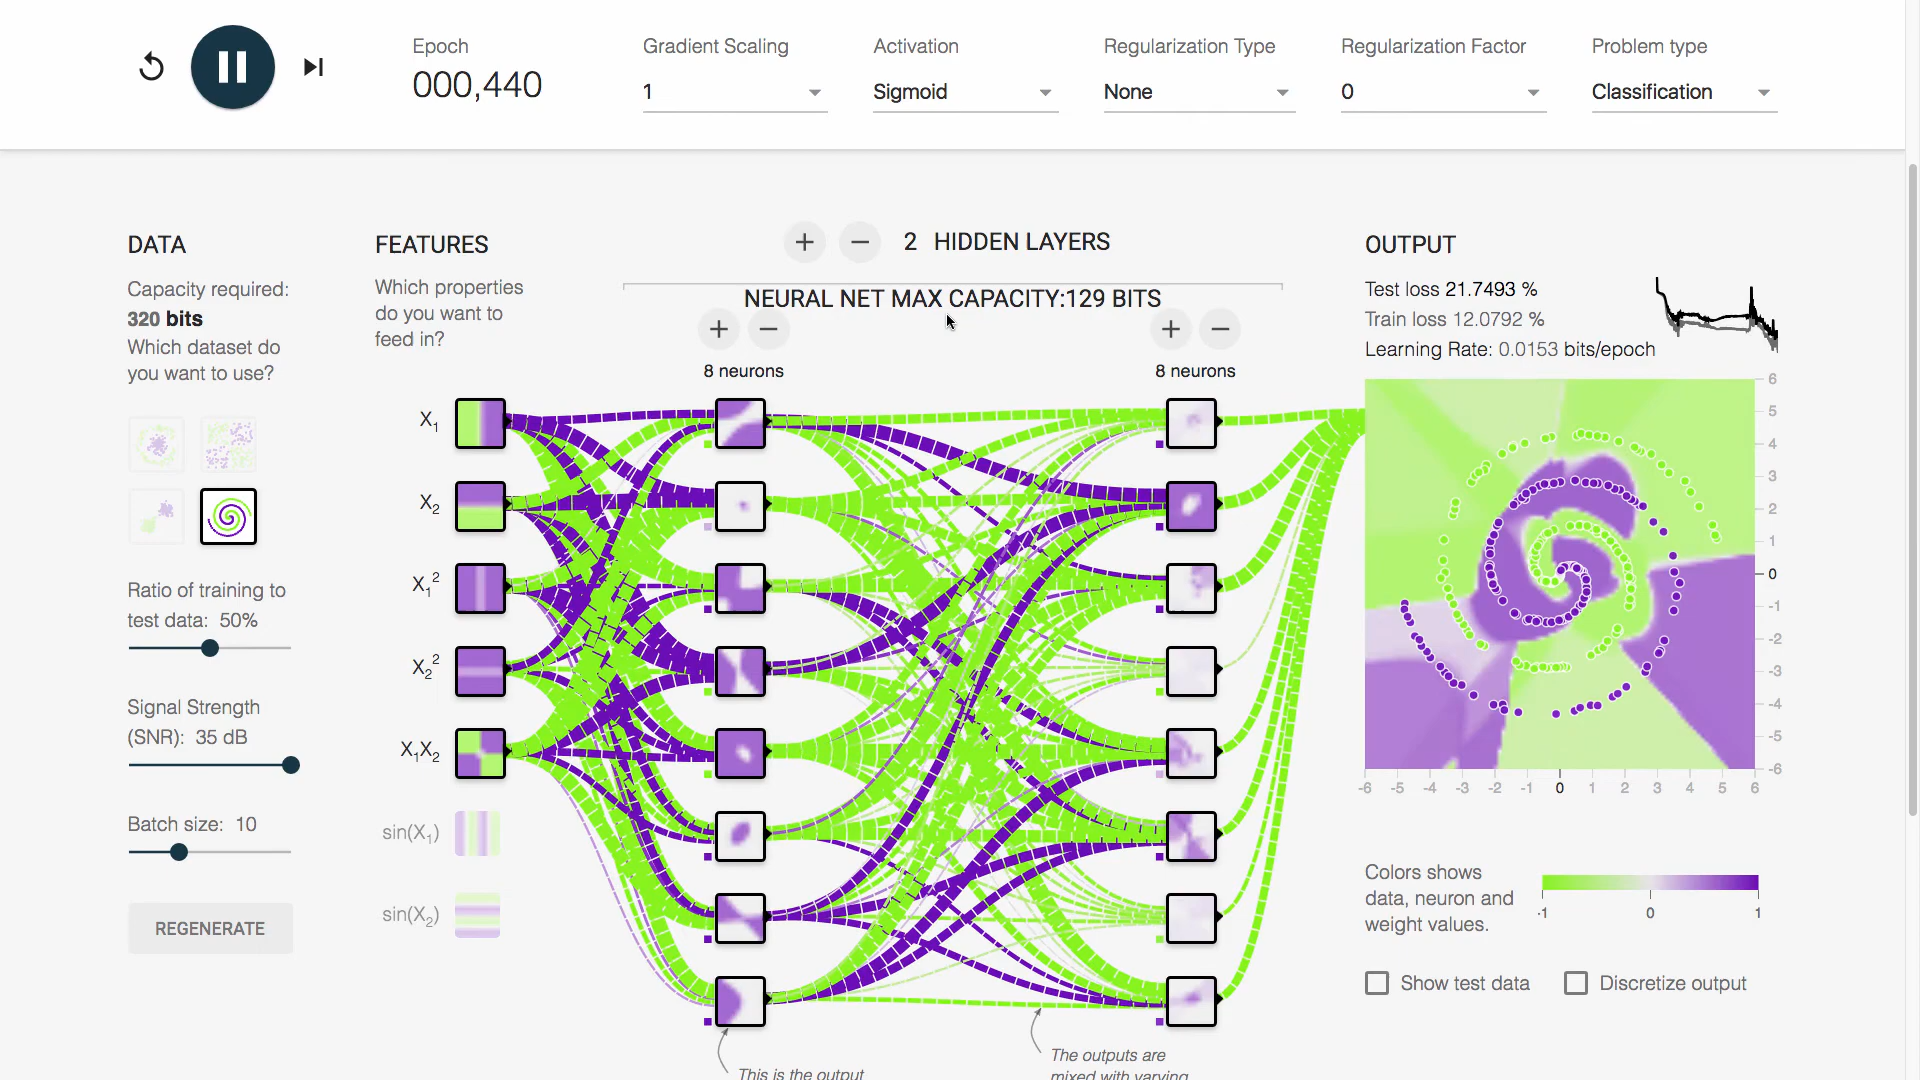 Epoch
000,440
Gradient Scaling
1
Activation
Sigmoid
Regularization Type
None
Regularization Factor
0
Problem type
Classification
DATA
Capacity required:
320 bits
Which dataset do
you want to use?
Ratio of training to
test data: 50%
Signal Strength
(SNR): 35 dB
Batch size: 10
REGENERATE
FEATURES
Which properties
do you want to
feed in?
X₁
X₂
X₁²
X₂²
X₁X₂
sin(X₁)
sin(X₂)
2 HIDDEN LAYERS
NEURAL NET MAX CAPACITY:129 BITS
8 neurons
8 neurons
This is the output
The outputs are
mixed with varying
OUTPUT
Test loss 21.7493 %
Train loss 12.0792 %
Learning Rate: 0.0153 bits/epoch
6
5
4
3
2
1
0
-1
-2
-3
-4
-5
-6
-6 -5 -4 -3 -2 -1 0 1 2 3 4 5 6
Colors shows
data, neuron and
weight values.
-1 0 1
Show test data
Discretize output